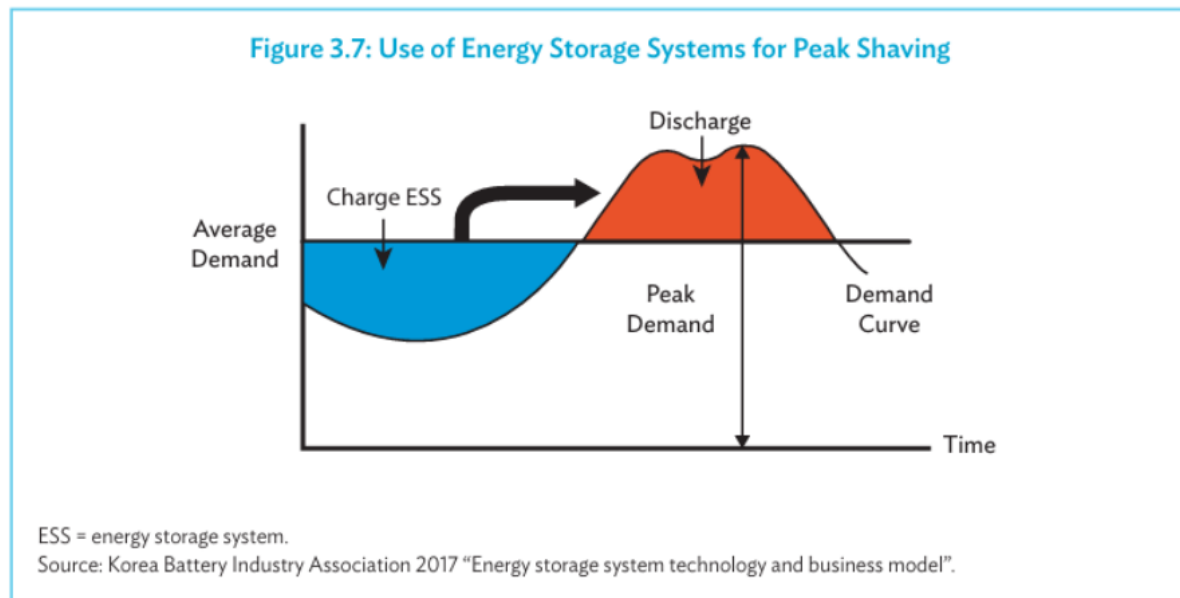 Figure 3.7: Use of Energy Storage Systems for Peak Shaving
Discharge
Charge ESS
Average
Demand
Peak
Demand
Demand
Curve
Time
ESS = energy storage system.
Source: Korea Battery Industry Association 2017 “Energy storage system technology and business model”.